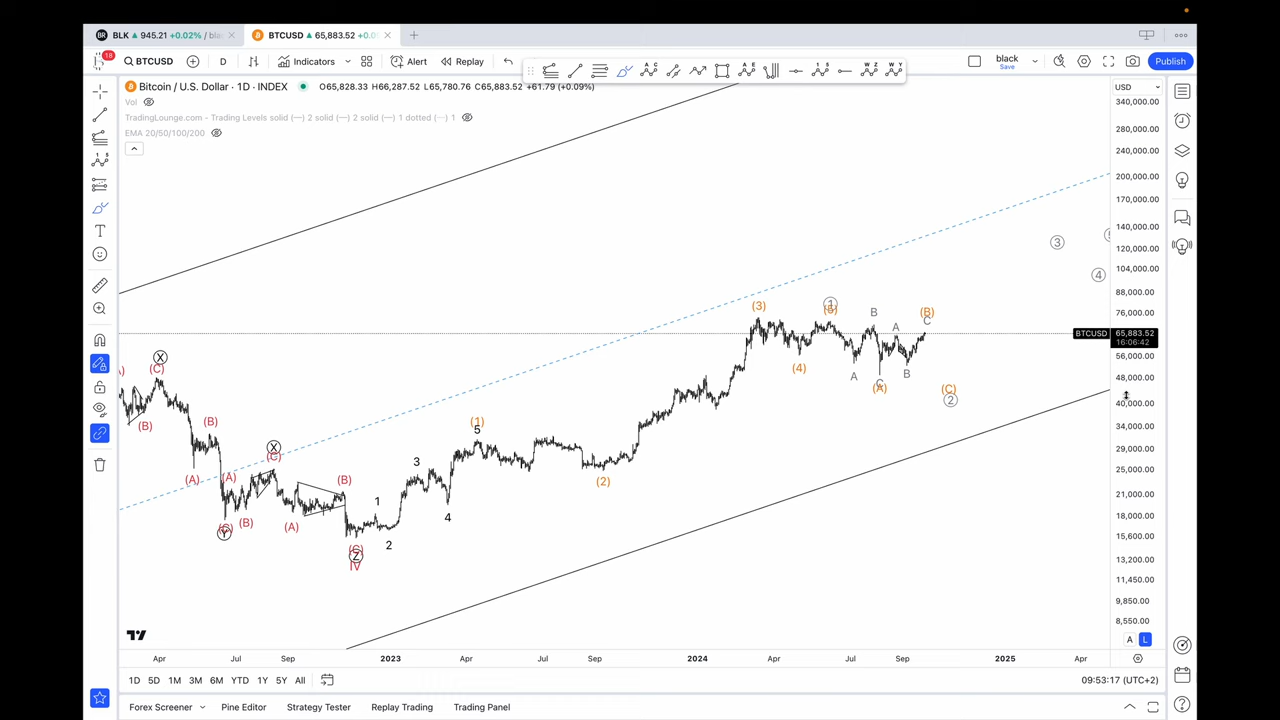 BLK ▲ 945.21 +0.02% / bla
BTCUSD ▲ 65,883.52 +0.0
18
BTCUSD
D
Indicators
Alert
Replay
black
Save
Publish
Bitcoin / U.S. Dollar · 1D · INDEX
O65,828.33 H66,287.52 L65,780.76 C65,883.52 +61.79 (+0.09%)
Vol
TradingLounge.com - Trading Levels solid (—) 2 solid (—) 2 solid (—) 1 dotted (···) 1
EMA 20/50/100/200
USD
340,000.00
280,000.00
240,000.00
200,000.00
170,000.00
140,000.00
120,000.00
104,000.00
88,000.00
76,000.00
BTCUSD 65,883.52
16:06:42
56,000.00
48,000.00
40,000.00
34,000.00
29,000.00
25,000.00
21,000.00
18,000.00
15,600.00
13,200.00
11,450.00
9,850.00
8,550.00
X
(C)
(B)
(A)
(B)
(A)
X
(C)
(C)
Y
(B)
(A)
(B)
(C)
Z
IV
1
2
3
4
(1)
5
(2)
(3)
(4)
1
(5)
A
B
C
(A)
A
B
(B)
C
(C)
2
3
4
A L
Apr Jul Sep 2023 Apr Jul Sep 2024 Apr Jul Sep 2025 Apr
1D 5D 1M 3M 6M YTD 1Y 5Y All
09:53:17 (UTC+2)
Forex Screener Pine Editor Strategy Tester Replay Trading Trading Panel